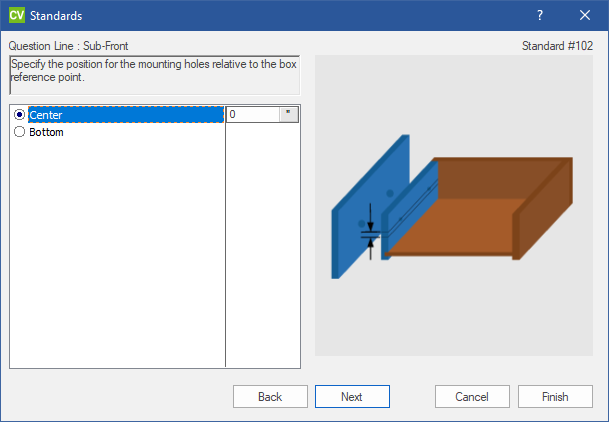 CV Standards
?
Question Line : Sub-Front
Standard #102
Specify the position for the mounting holes relative to the box
reference point.
Center
0
"
Bottom
Back
Next
Cancel
Finish